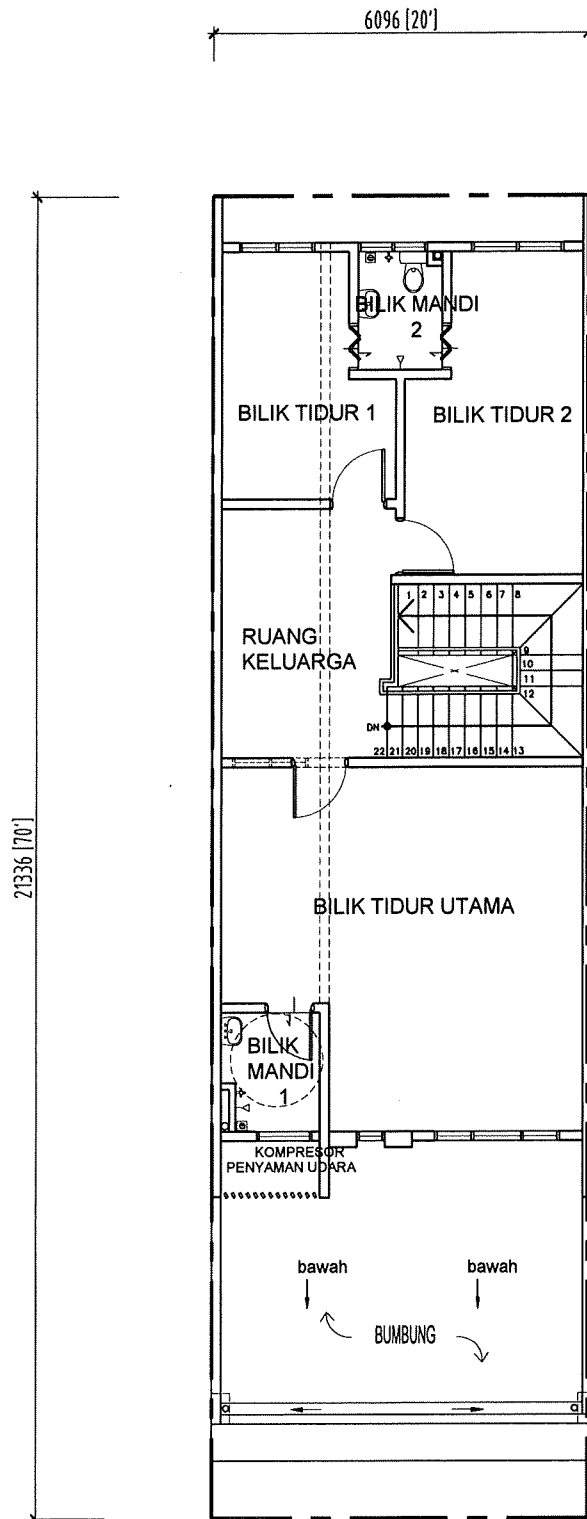 6096 [20']
21336 [70']
BILIK MANDI
2
BILIK TIDUR 1
BILIK TIDUR 2
1 2 3 4 5 6 7 8
9
10
11
12
RUANG
KELUARGA
DN
22 21 20 19 18 17 16 15 14 13
BILIK TIDUR UTAMA
BILIK
MANDI
1
KOMPRESOR
PENYAMAN UDARA
bawah
bawah
BUMBUNG